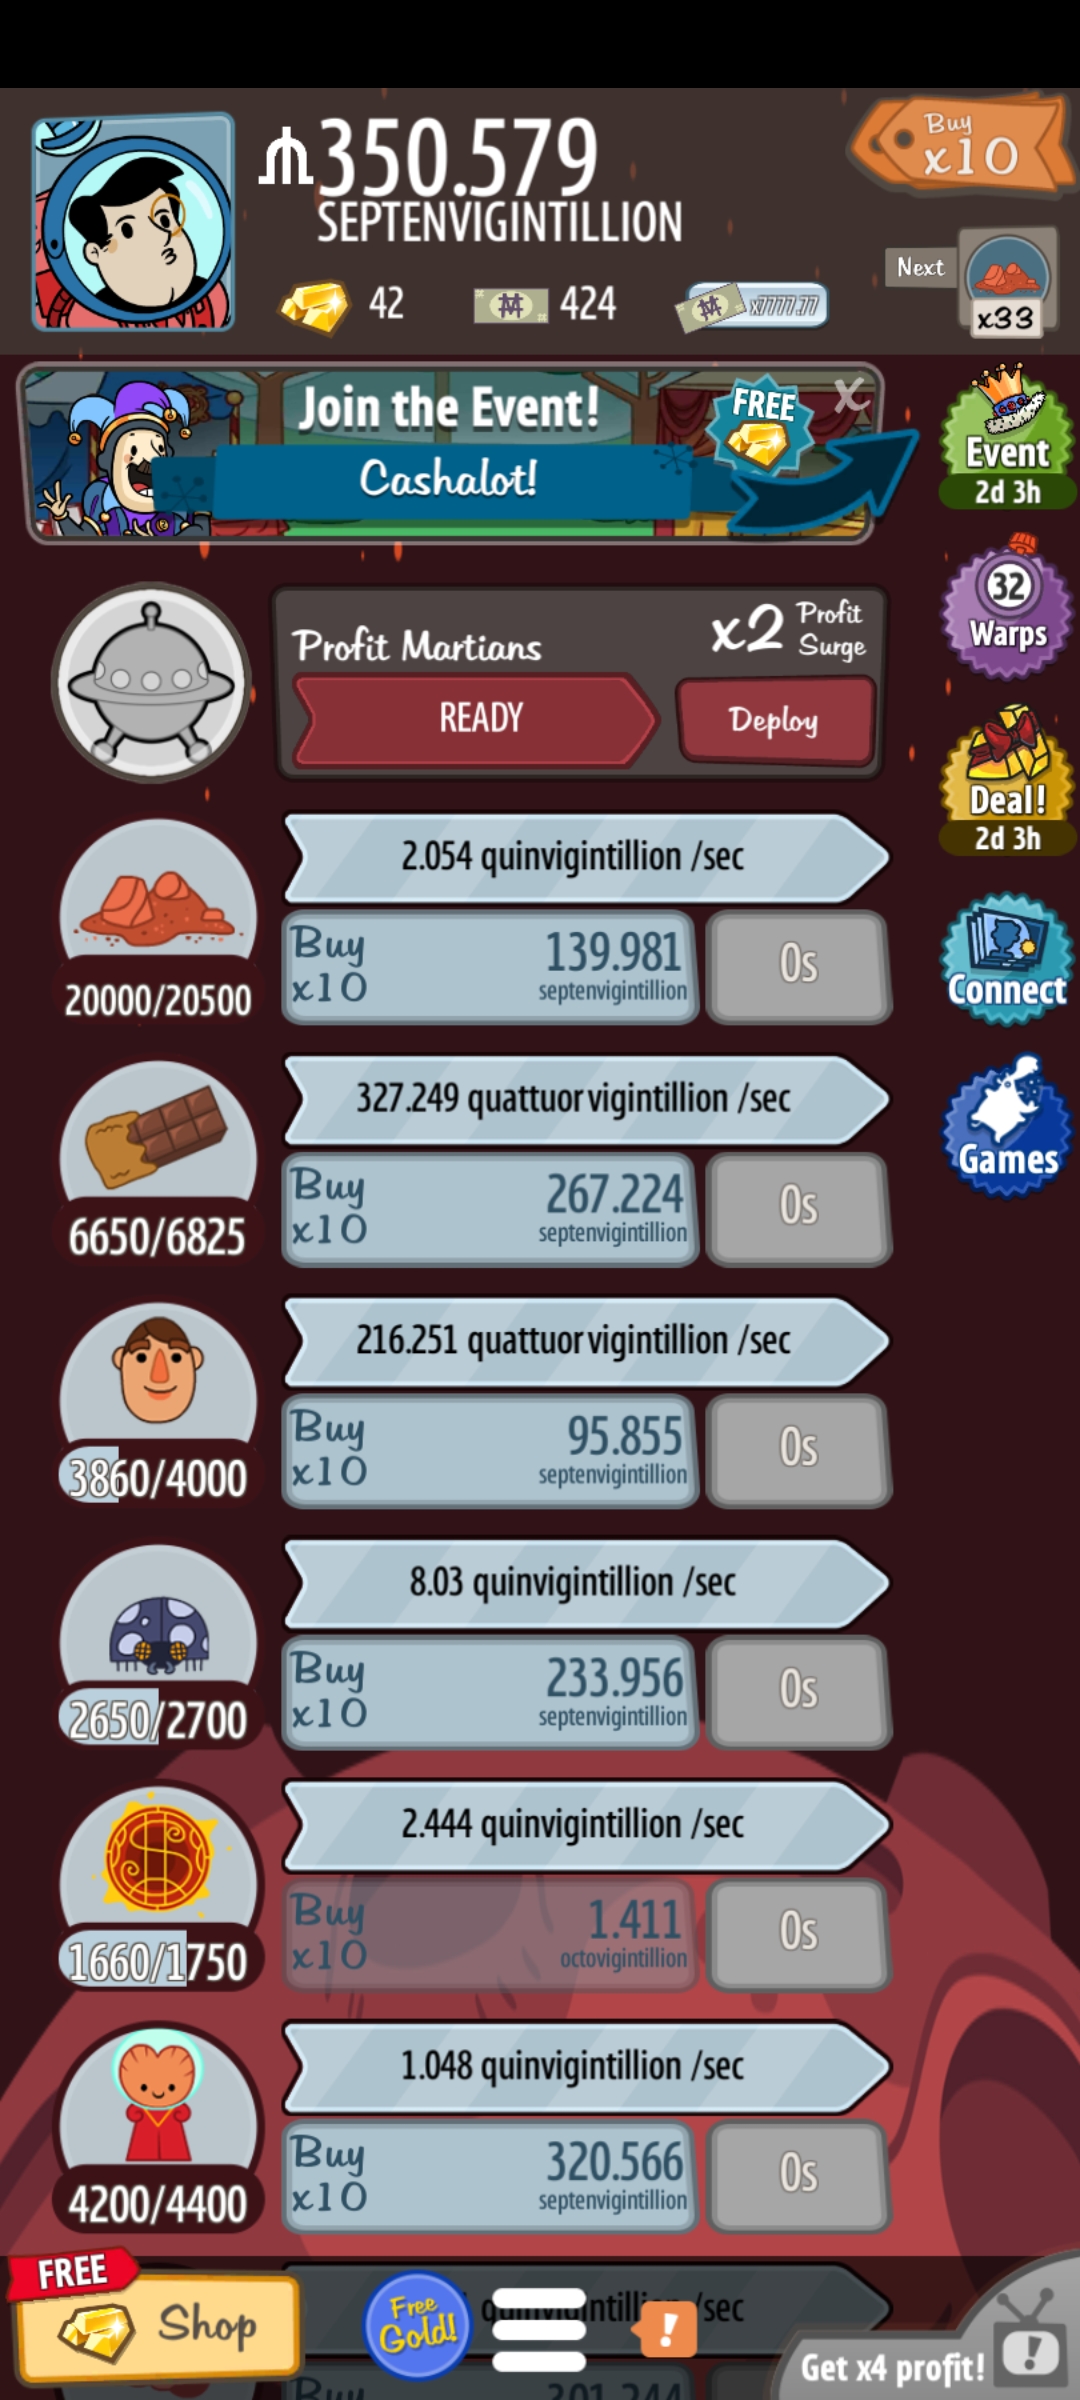 350.579
SEPTENVIGINTILLION
Buy
x10
42
424
x7777.77
Next
x33
Join the Event!
Cashalot!
FREE
X
Event
2d 3h
Profit Martians
x2 Profit Surge
READY
Deploy
32
Warps
Deal!
2d 3h
2.054 quinvigintillion /sec
Buy x10
139.981
septenvigintillion
0s
20000/20500
Connect
327.249 quattuorvigintillion /sec
Buy x10
267.224
septenvigintillion
0s
6650/6825
Games
216.251 quattuorvigintillion /sec
Buy x10
95.855
septenvigintillion
0s
3860/4000
8.03 quinvigintillion /sec
Buy x10
233.956
septenvigintillion
0s
2650/2700
2.444 quinvigintillion /sec
Buy x10
1.411
octovigintillion
0s
1660/1750
1.048 quinvigintillion /sec
Buy x10
320.566
septenvigintillion
0s
4200/4400
FREE
Shop
Free Gold!
!
/sec
Get x4 profit!
!
Buy
301.244